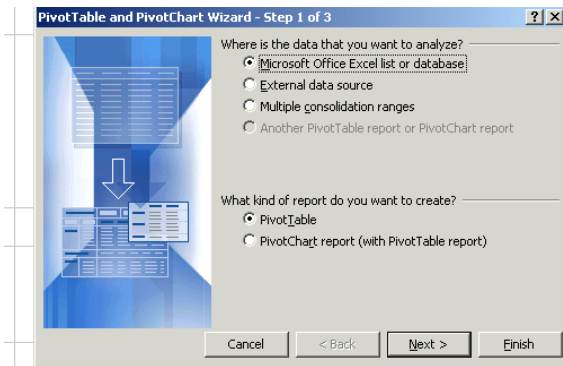 PivotTable and PivotChart Wizard - Step 1 of 3
Where is the data that you want to analyze?
Microsoft Office Excel list or database
External data source
Multiple consolidation ranges
Another PivotTable report or PivotChart report
What kind of report do you want to create?
PivotTable
PivotChart report (with PivotTable report)
Cancel < Back Next > Finish